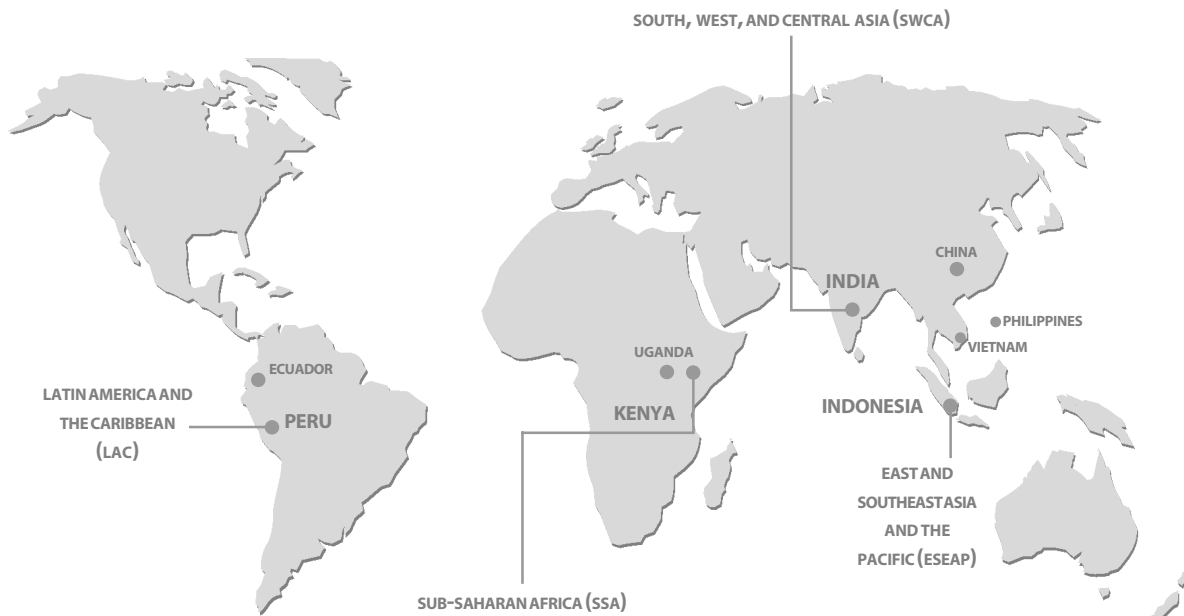 SOUTH, WEST, AND CENTRAL ASIA (SWCA)
CHINA
INDIA
PHILIPPINES
VIETNAM
UGANDA
ECUADOR
LATIN AMERICA AND
THE CARIBBEAN
(LAC)
PERU
KENYA
INDONESIA
EAST AND
SOUTHEAST ASIA
AND THE
PACIFIC (ESEAP)
SUB-SAHARAN AFRICA (SSA)